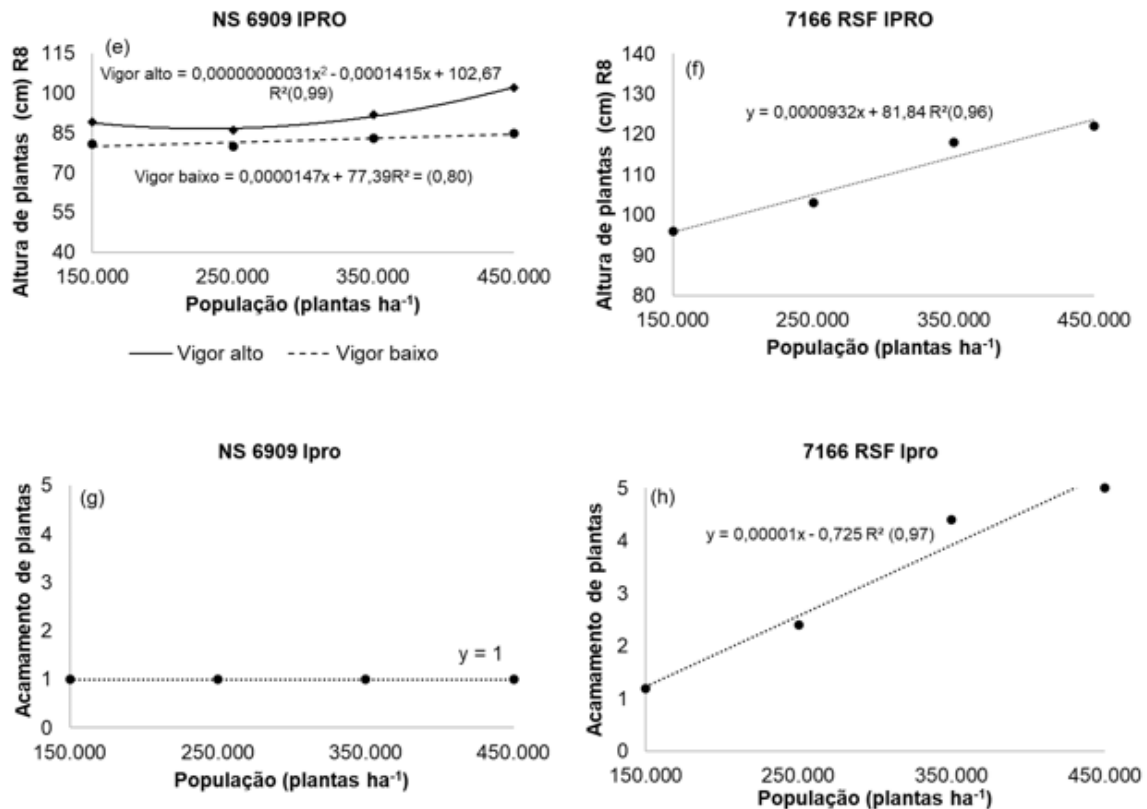 NS 6909 IPRO
(e)
Altura de plantas (cm) R8
115
100
85
70
55
40
Vigor alto = 0,00000000031x² - 0,0001415x + 102,67
R²(0,99)
Vigor baixo = 0,0000147x + 77,39R² = (0,80)
150.000 250.000 350.000 450.000
População (plantas ha⁻¹)
Vigor alto Vigor baixo
7166 RSF IPRO
(f)
Altura de plantas (cm) R8
140
130
120
110
100
90
80
y = 0,0000932x + 81,84 R²(0,96)
150.000 250.000 350.000 450.000
População (plantas ha⁻¹)
NS 6909 Ipro
(g)
Acamamento de plantas
5
4
3
2
1
0
y = 1
150.000 250.000 350.000 450.000
População (plantas ha⁻¹)
7166 RSF Ipro
(h)
Acamamento de plantas
5
4
3
2
1
0
y = 0,00001x - 0,725 R² (0,97)
150.000 250.000 350.000 450.000
População (plantas ha⁻¹)